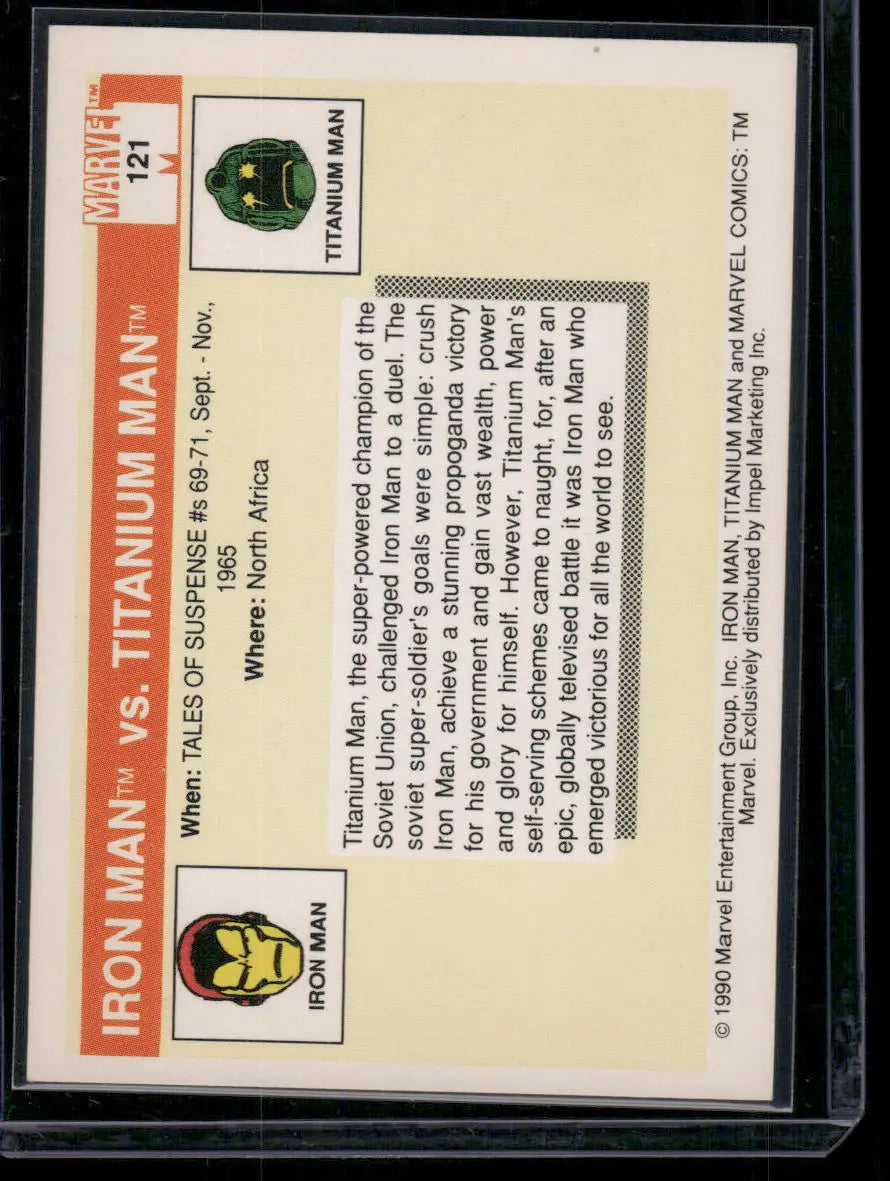 IRON MAN™ vs. TITANIUM MAN™
MARVEL™
121
When: TALES OF SUSPENSE #s 69-71, Sept. - Nov.,
1965
Where: North Africa
IRON MAN
TITANIUM MAN
Titanium Man, the super-powered champion of the
Soviet Union, challenged Iron Man to a duel. The
soviet super-soldier's goals were simple: crush
Iron Man, achieve a stunning propoganda victory
for his government and gain vast wealth, power
and glory for himself. However, Titanium Man's
self-serving schemes came to naught, for, after an
epic, globally televised battle it was Iron Man who
emerged victorious for all the world to see.
© 1990 Marvel Entertainment Group, Inc. IRON MAN, TITANIUM MAN and MARVEL COMICS: TM
Marvel. Exclusively distributed by Impel Marketing Inc.